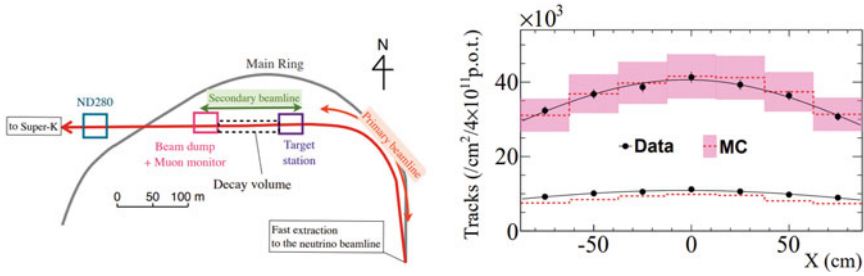 Main Ring
N
ND280
Secondary beamline
Primary beamline
to Super-K
Beam dump
+ Muon monitor
Target
station
Decay volume
0 50 100 m
Fast extraction
to the neutrino beamline
×10³
Tracks (/cm²/4×10¹¹p.o.t.)
60
40
20
0
Data
MC
-50
0
50
X (cm)